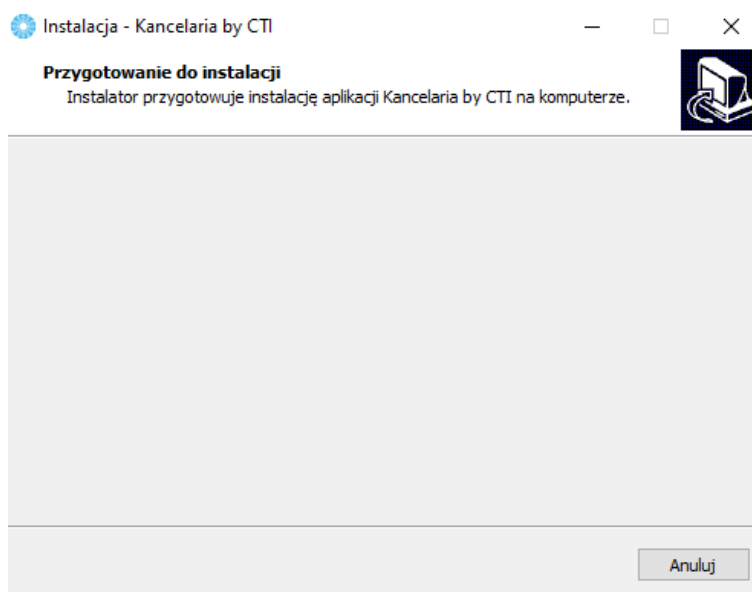 Instalacja - Kancelaria by CTI
Przygotowanie do instalacji
Instalator przygotowuje instalację aplikacji Kancelaria by CTI na komputerze.
Anuluj